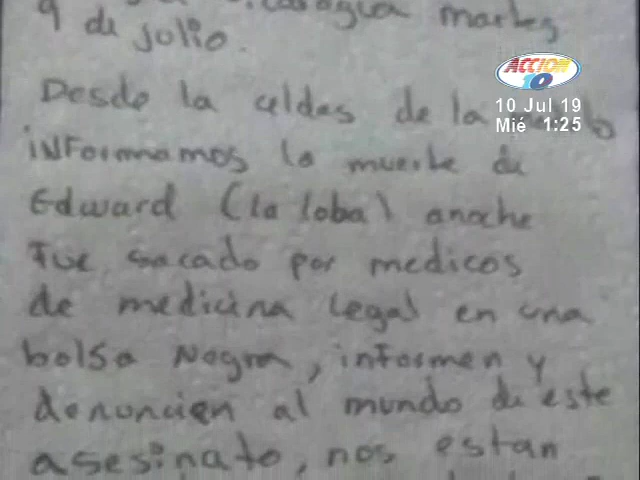 Nicaragua martes
9 de julio.
Desde la celdas de la
informamos la muerte de
Edward (la loba) anoche
fue sacado por medicos
de medicina legal en una
bolsa Negra, informen y
denuncien al mundo de este
asesinato, nos estan
ACCION
10
10 Jul 19
Mié 1:25